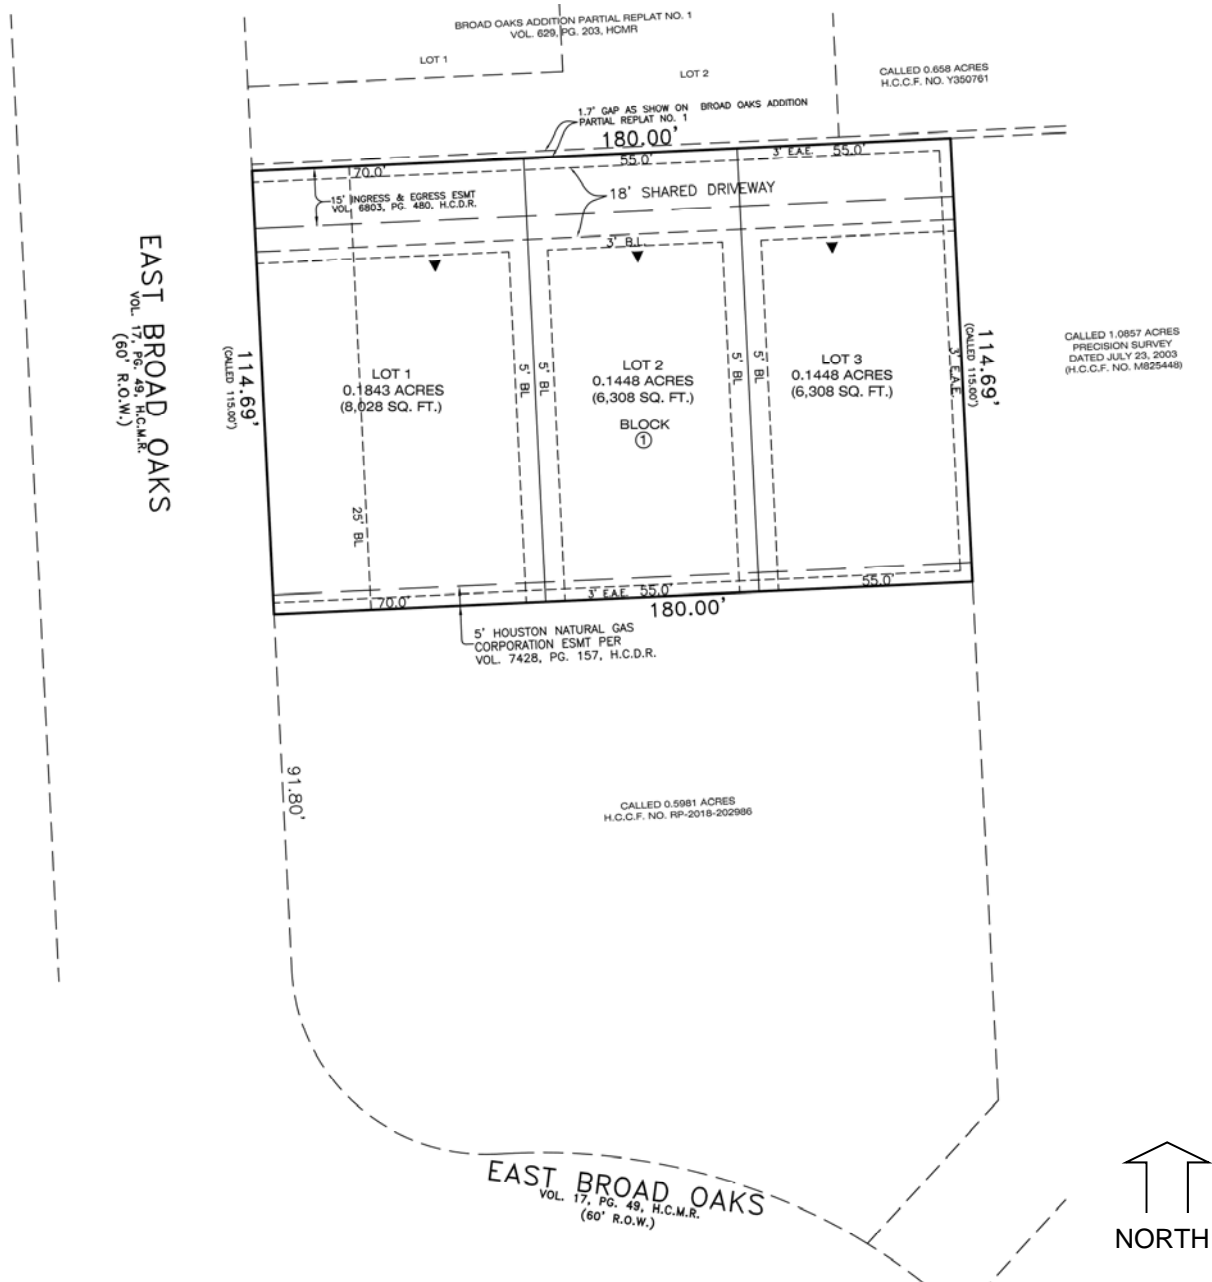 BROAD OAKS ADDITION PARTIAL REPLAT NO. 1
VOL. 629, PG. 203, HCMR
LOT 1
LOT 2
CALLED 0.658 ACRES
H.C.C.F. NO. Y350761
1.7' GAP AS SHOW ON BROAD OAKS ADDITION
PARTIAL REPLAT NO. 1
180.00'
70.0'
55.0'
3' E.A.E.
55.0'
15' INGRESS & EGRESS ESMT
VOL. 6803, PG. 480, H.C.D.R.
18' SHARED DRIVEWAY
3' B.L.
EAST BROAD OAKS
VOL. 17, PG. 49, H.C.M.R.
(60' R.O.W.)
114.69'
(CALLED 115.00')
LOT 1
0.1843 ACRES
(8,028 SQ. FT.)
25' BL
5' BL
5' BL
LOT 2
0.1448 ACRES
(6,308 SQ. FT.)
BLOCK
1
5' BL
5' BL
LOT 3
0.1448 ACRES
(6,308 SQ. FT.)
3' E.A.E.
114.69'
(CALLED 115.00')
CALLED 1.0857 ACRES
PRECISION SURVEY
DATED JULY 23, 2003
(H.C.C.F. NO. M825448)
70.0'
3' E.A.E.
55.0'
55.0'
180.00'
5' HOUSTON NATURAL GAS
CORPORATION ESMT PER
VOL. 7428, PG. 157, H.C.D.R.
91.80'
CALLED 0.5981 ACRES
H.C.C.F. NO. RP-2018-202986
EAST BROAD OAKS
VOL. 17, PG. 49, H.C.M.R.
(60' R.O.W.)
NORTH